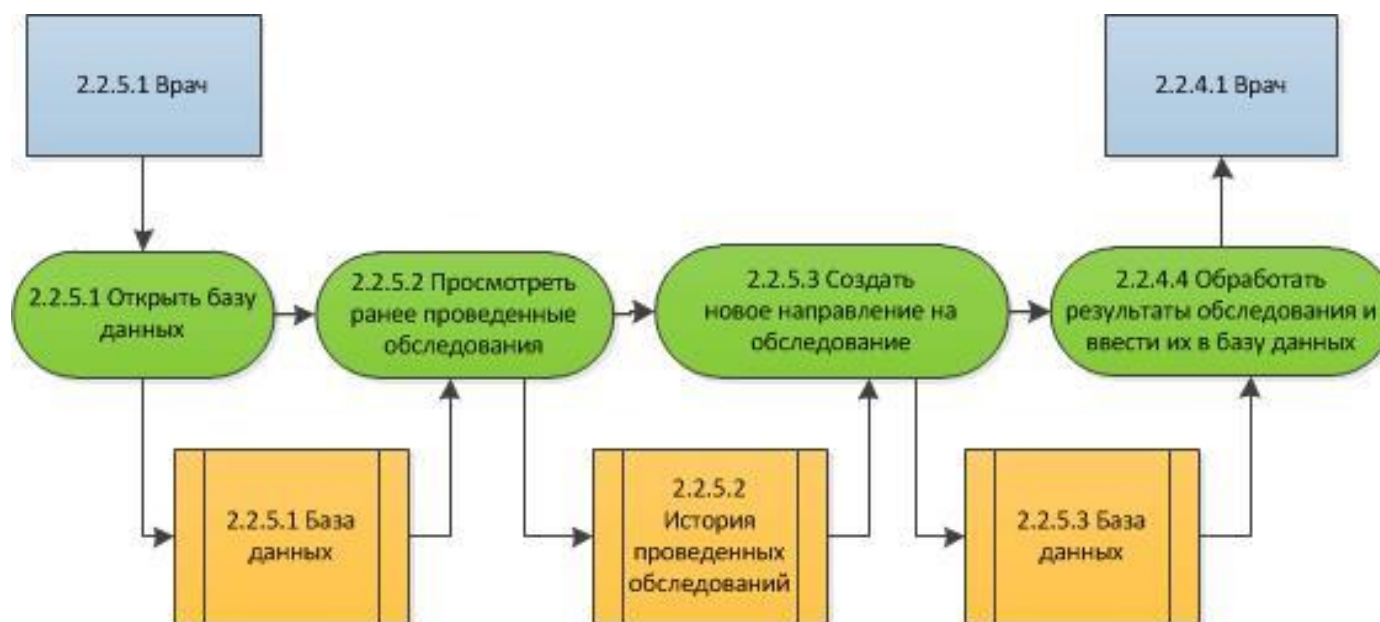 2.2.5.1 Врач
2.2.4.1 Врач
2.2.5.1 Открыть базу
данных
2.2.5.2 Просмотреть
ранее проведенные
обследования
2.2.5.3 Создать
новое направление на
обследование
2.2.4.4 Обработать
результаты обследования и
ввести их в базу данных
2.2.5.1 База
данных
2.2.5.2
История
проведенных
обследований
2.2.5.3 База
данных